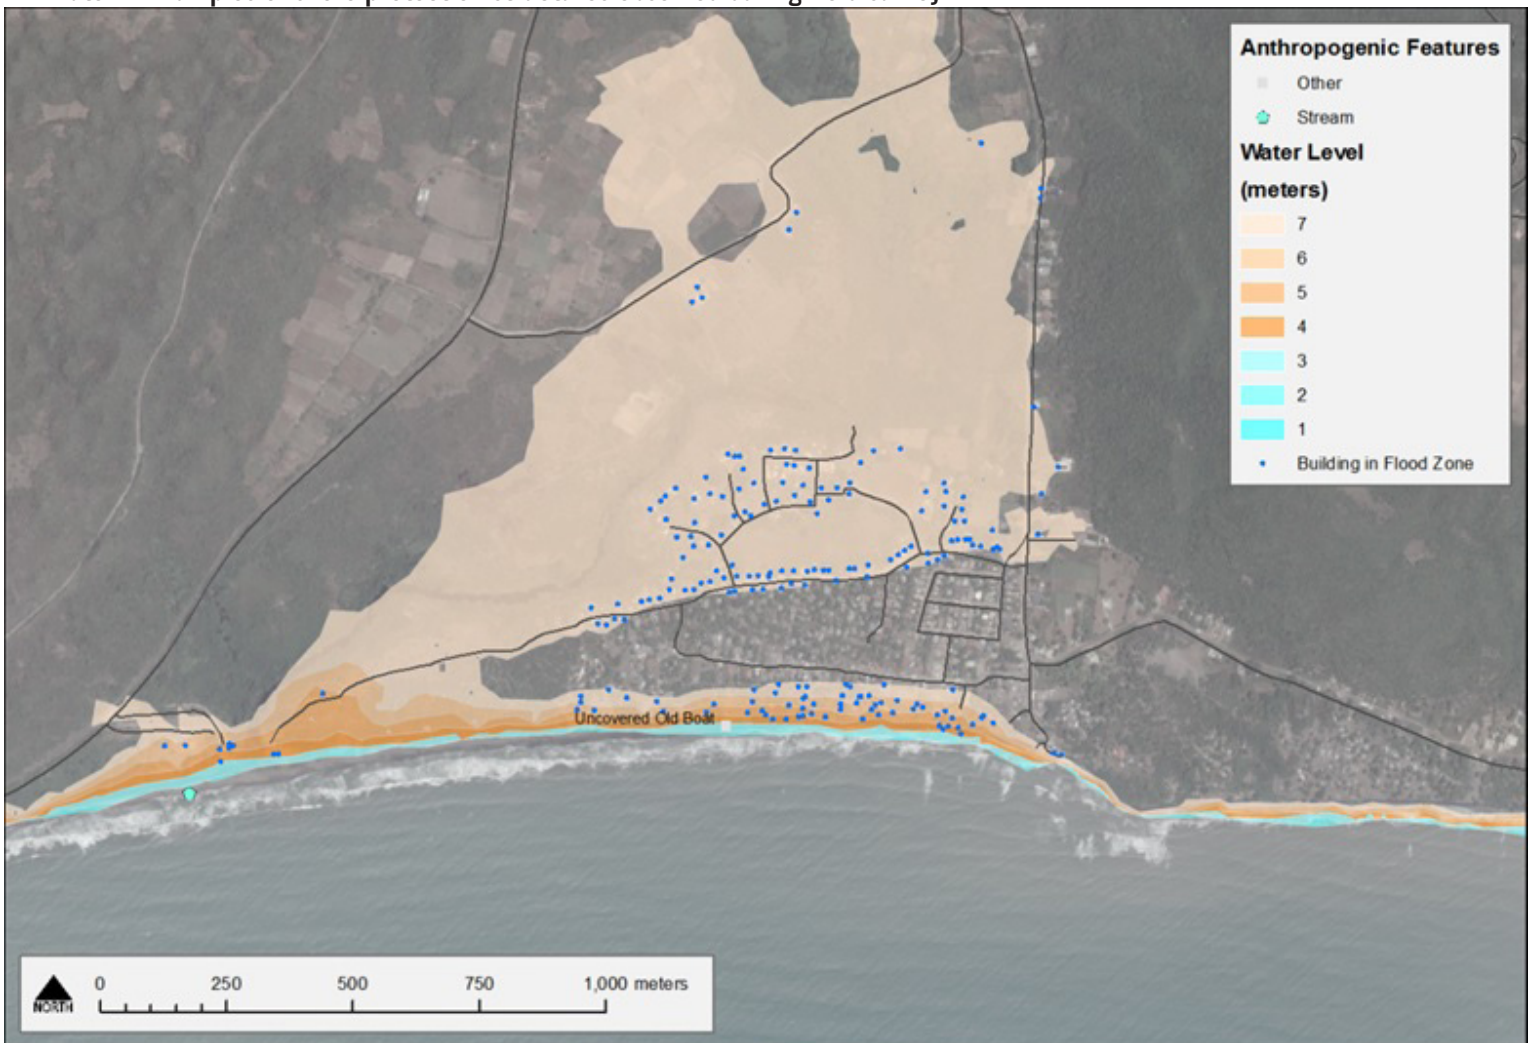 Anthropogenic Features
Other
Stream
Water Level
(meters)
7
6
5
4
3
2
1
Building in Flood Zone
Uncovered Old Boat
0 250 500 750 1,000 meters
NORTH